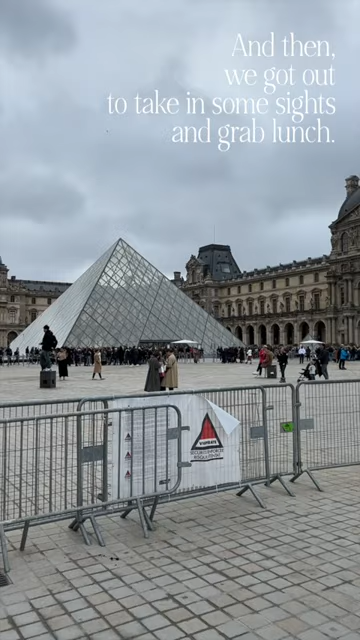 And then,
we got out
to take in some sights
and grab lunch.